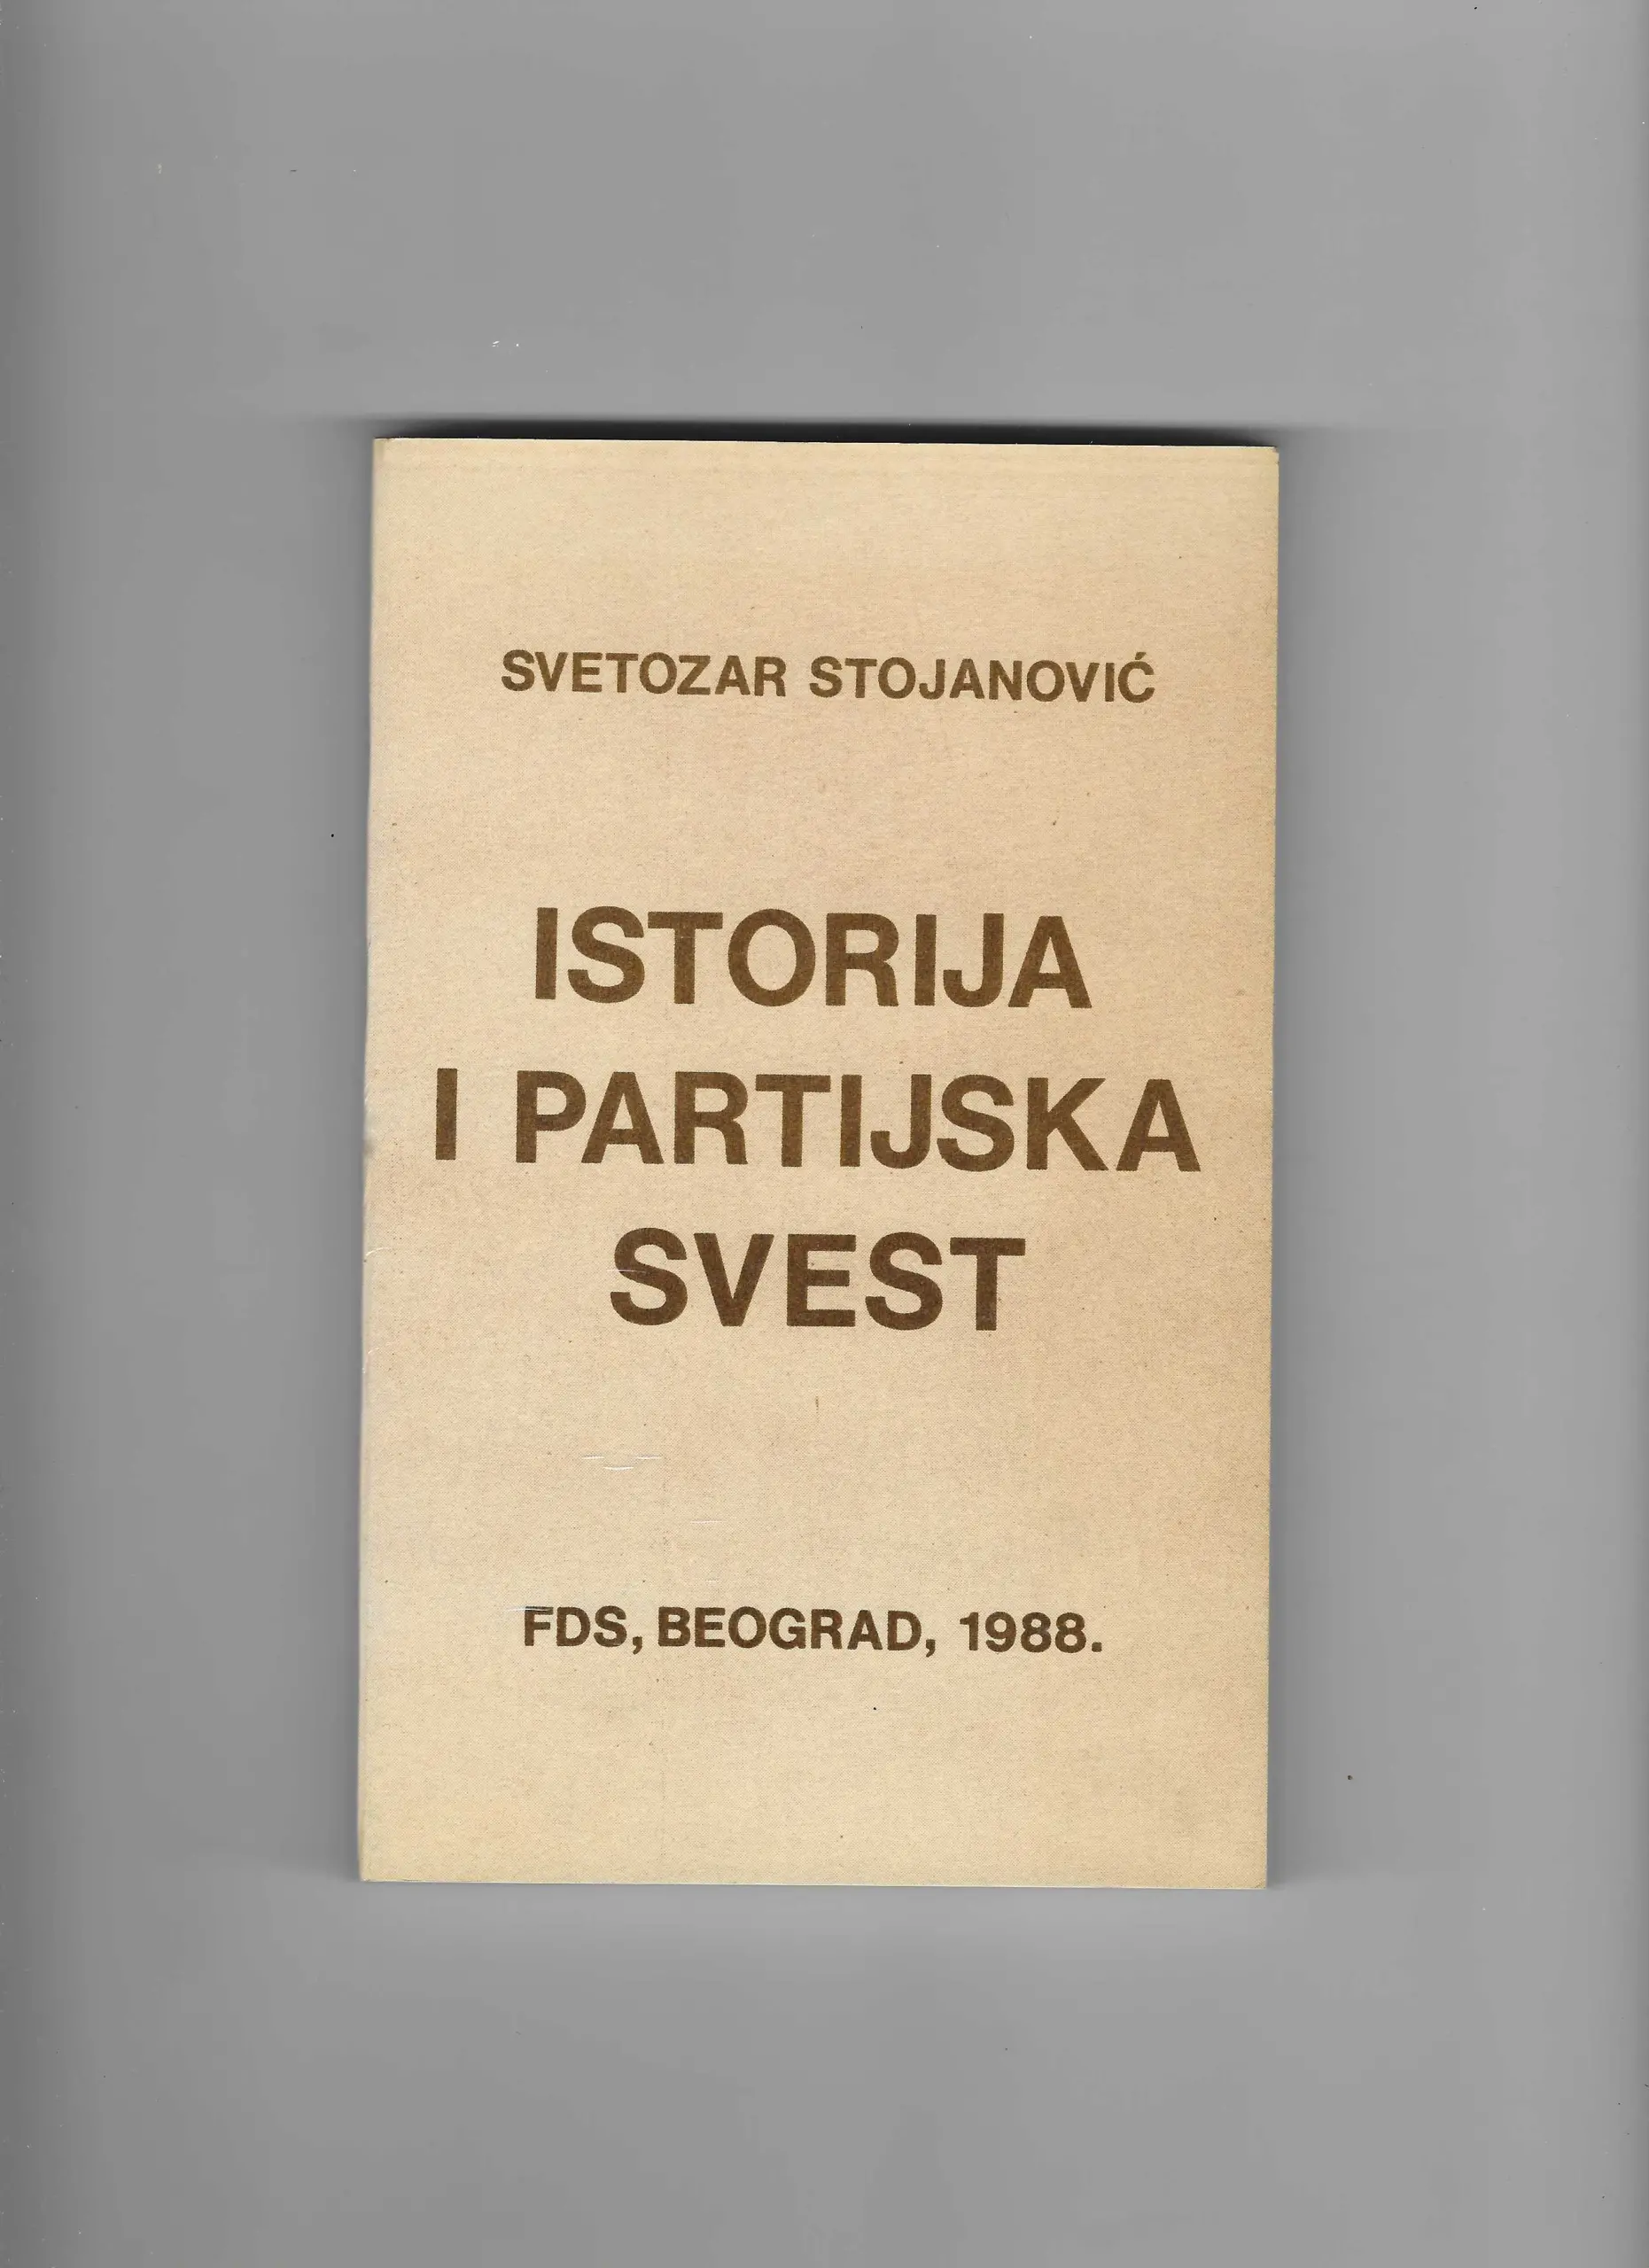 SVETOZAR STOJANOVIĆ
ISTORIJA
I PARTIJSKA
SVEST
FDS, BEOGRAD, 1988.